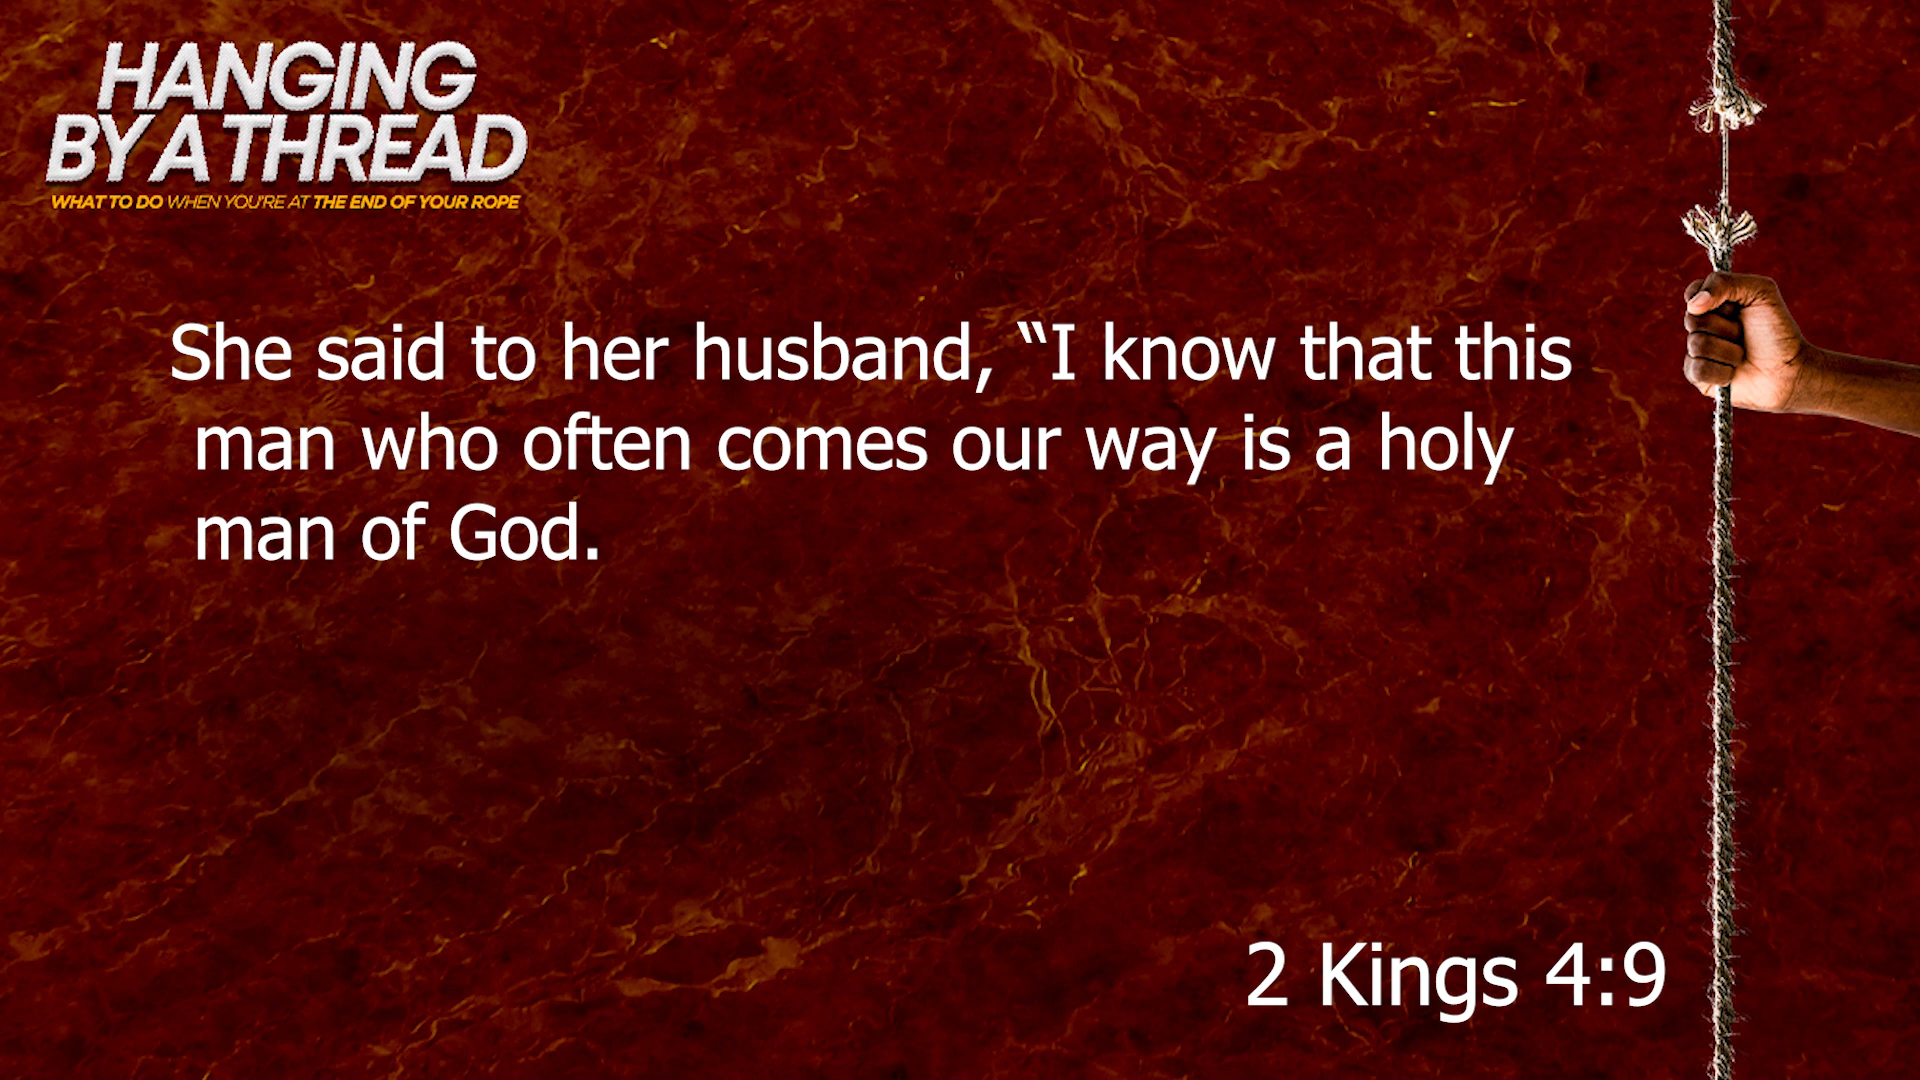 HANGING
BY A THREAD
WHAT TO DO WHEN YOU'RE AT THE END OF YOUR ROPE
She said to her husband, “I know that this
man who often comes our way is a holy
man of God.
2 Kings 4:9